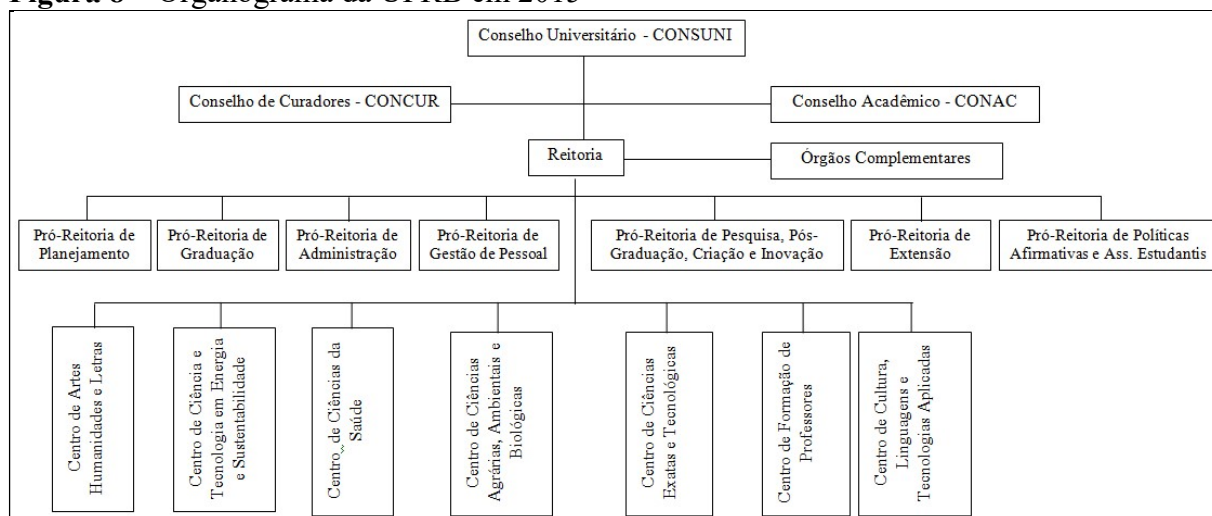 Figura 8 – Organograma da UFRB em 2015
Conselho Universitário - CONSUNI
Conselho de Curadores - CONCUR
Conselho Acadêmico - CONAC
Reitoria
Órgãos Complementares
Pró-Reitoria de
Planejamento
Pró-Reitoria de
Graduação
Pró-Reitoria de
Administração
Pró-Reitoria de
Gestão de Pessoal
Pró-Reitoria de Pesquisa, Pós-
Graduação, Criação e Inovação
Pró-Reitoria de
Extensão
Pró-Reitoria de Políticas
Afirmativas e Ass. Estudantis
Centro de Artes
Humanidades e Letras
Centro de Ciência e
Tecnologia em Energia
e Sustentabilidade
Centro de Ciências da
Saúde
Centro de Ciências
Agrárias, Ambientais e
Biológicas
Centro de Ciências
Exatas e Tecnológicas
Centro de Formação de
Professores
Centro de Cultura,
Linguagens e
Tecnologias Aplicadas